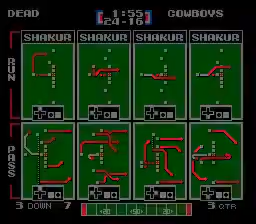 DEAD 1:55 COWBOYS
24-16
SHAKUR SHAKUR SHAKUR SHAKUR
RUN
PASS
3 DOWN 7 3 QTR